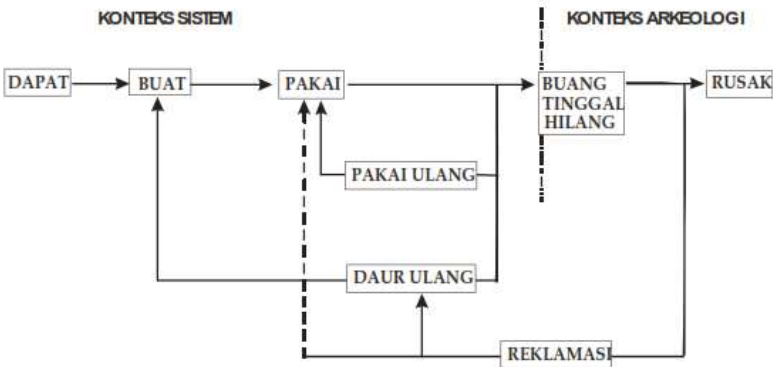 KONTEKS SISTEM
KONTEKS ARKEOLOGI
DAPAT
BUAT
PAKAI
BUANG
TINGGAL
HILANG
RUSAK
PAKAI ULANG
DAUR ULANG
REKLAMASI